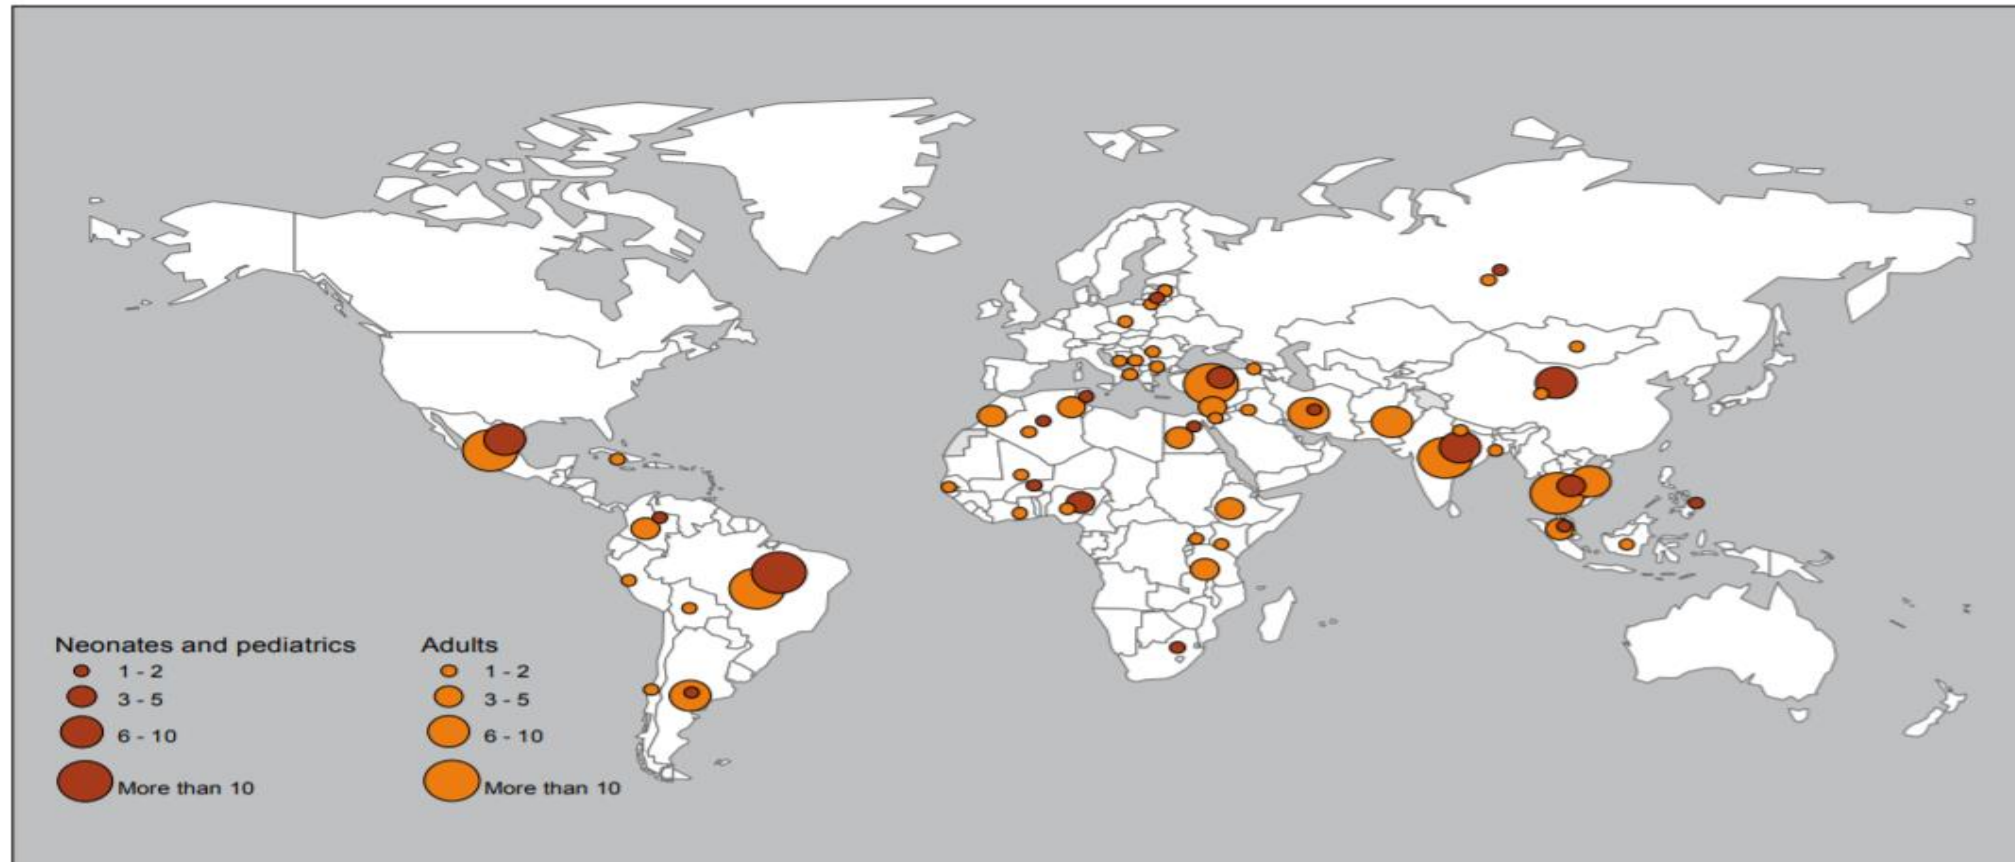 Neonates and pediatrics
1 - 2
3 - 5
6 - 10
More than 10
Adults
1 - 2
3 - 5
6 - 10
More than 10